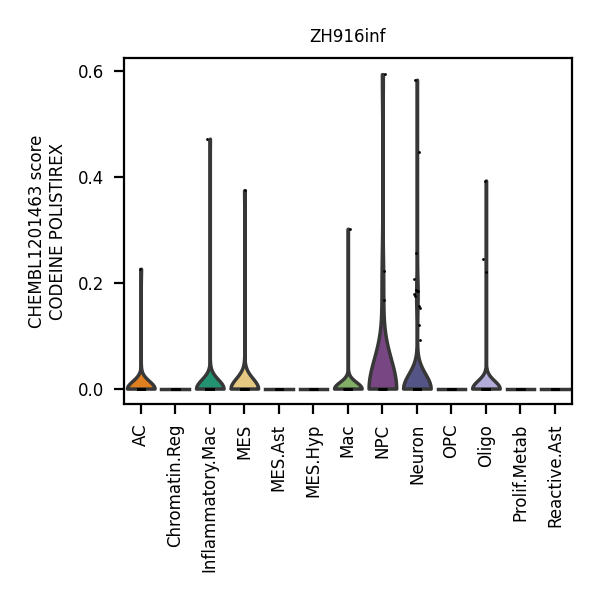 ZH916inf
CHEMBL1201463 score
CODEINE POLISTIREX
0.6
0.4
0.2
0.0
AC
Chromatin.Reg
Inflammatory.Mac
MES
MES.Ast
MES.Hyp
Mac
NPC
Neuron
OPC
Oligo
Prolif.Metab
Reactive.Ast